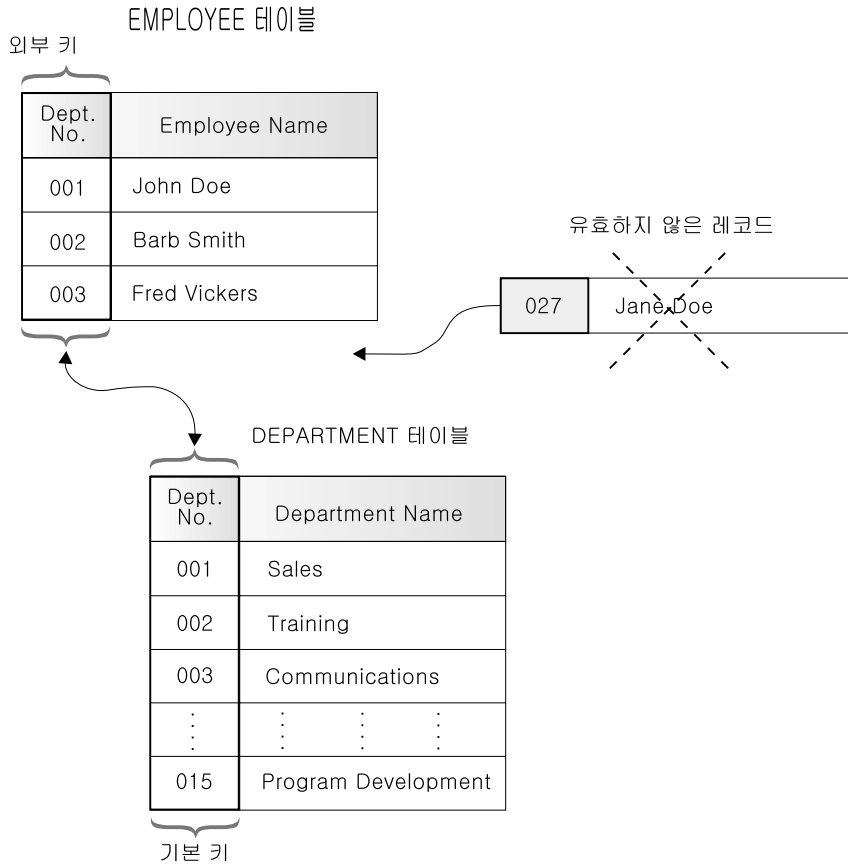 EMPLOYEE 테이블
외부 키
Dept. No.
Employee Name
001 John Doe
002 Barb Smith
003 Fred Vickers
유효하지 않은 레코드
027 Jane Doe
DEPARTMENT 테이블
Dept. No.
Department Name
001 Sales
002 Training
003 Communications
015 Program Development
기본 키